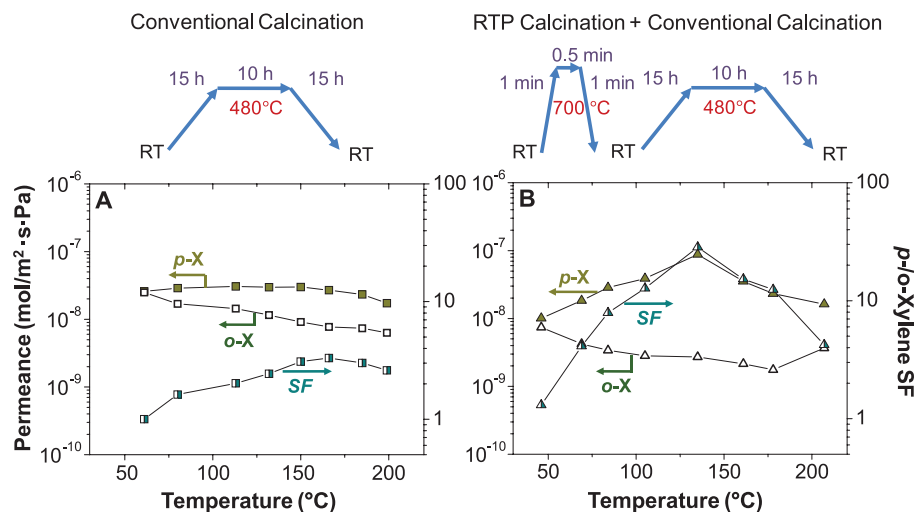 Conventional Calcination
RTP Calcination + Conventional Calcination
15 h
10 h
15 h
480°C
RT
RT
1 min
0.5 min
1 min
700 °C
RT
RT
15 h
10 h
15 h
480°C
RT
A
p-X
o-X
SF
10⁻⁶
10⁻⁷
10⁻⁸
10⁻⁹
10⁻¹⁰
100
10
1
50
100
150
200
Permeance (mol/m²·s·Pa)
Temperature (°C)
B
p-X
SF
o-X
10⁻⁶
10⁻⁷
10⁻⁸
10⁻⁹
10⁻¹⁰
100
10
1
50
100
150
200
Temperature (°C)
p-/o-Xylene SF